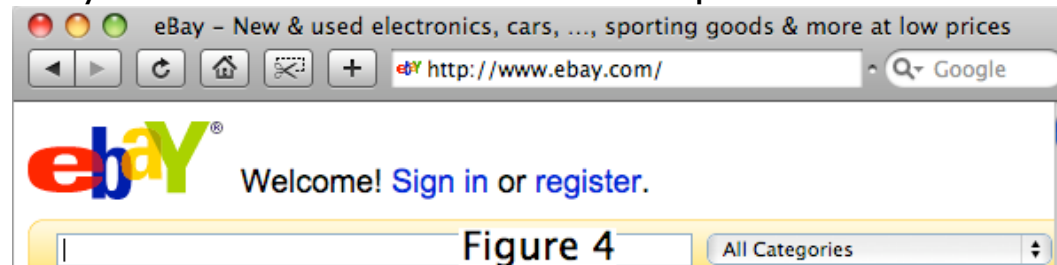 eBay – New & used electronics, cars, ..., sporting goods & more at low prices
http://www.ebay.com/ Google
ebay®
Welcome! Sign in or register.
Figure 4 All Categories